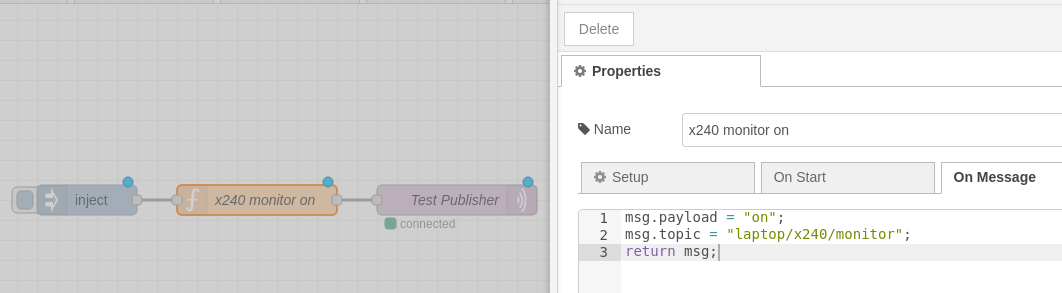 Delete
Properties
Name
x240 monitor on
Setup
On Start
On Message
inject
x240 monitor on
Test Publisher
connected
1 msg.payload = "on";
2 msg.topic = "laptop/x240/monitor";
3 return msg;